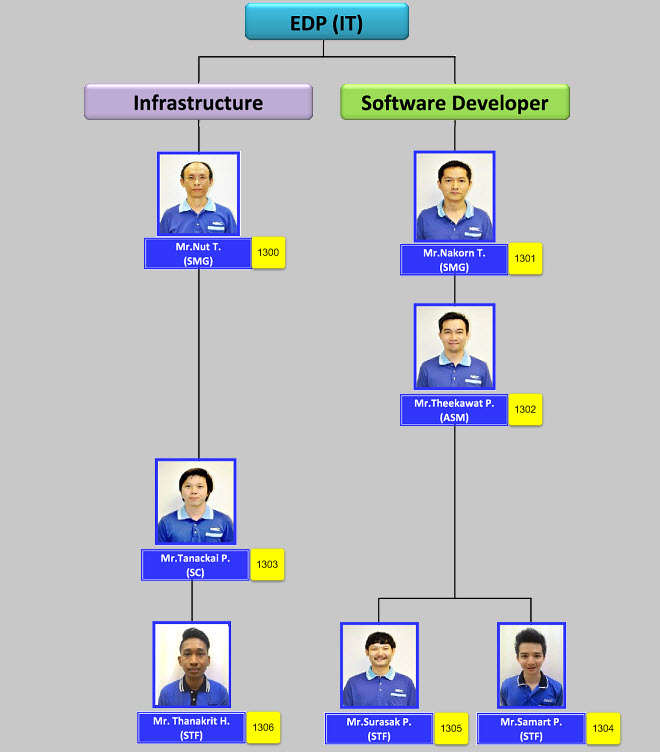 EDP (IT)
Infrastructure
Software Developer
Mr.Nut T.
(SMG)
1300
Mr.Nakorn T.
(SMG)
1301
Mr.Theekawat P.
(ASM)
1302
Mr.Tanackai P.
(SC)
1303
Mr. Thanakrit H.
(STF)
1306
Mr.Surasak P.
(STF)
1305
Mr.Samart P.
(STF)
1304